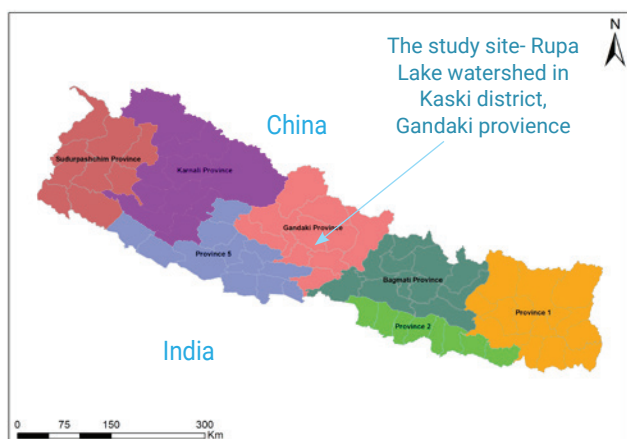 N
The study site- Rupa
Lake watershed in
Kaski district,
Gandaki provience
China
Sudurpashchim Province
Karnali Province
Gandaki Province
Province 5
Bagmati Province
Province 1
Province 2
India
0 75 150 300
Km